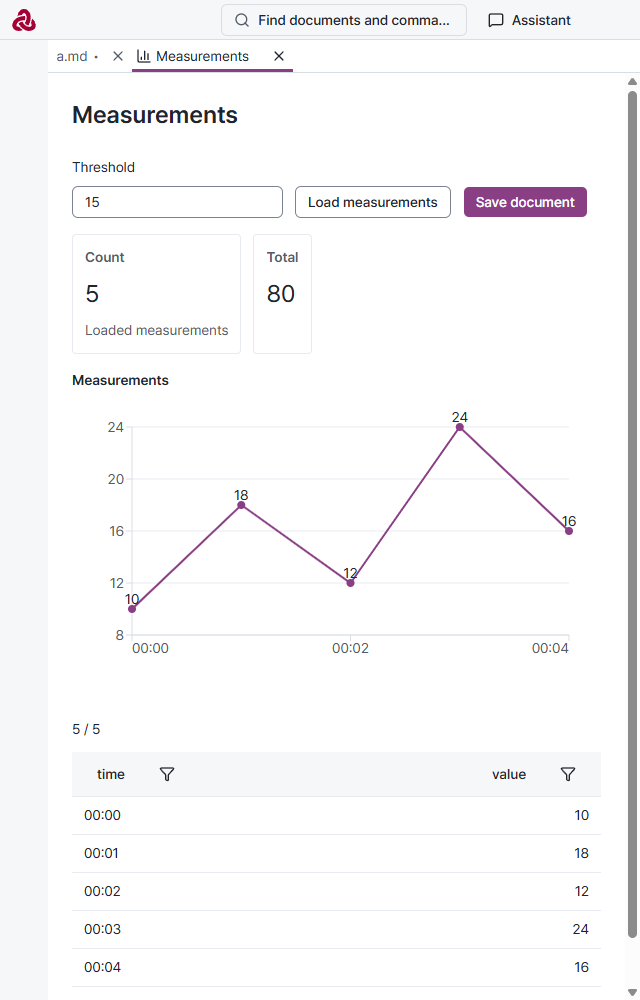 Find documents and comma...
Assistant
a.md •
Measurements
Measurements
Threshold
15
Load measurements
Save document
Count
5
Loaded measurements
Total
80
Measurements
24
20
16
12
8
10
18
12
24
16
00:00 00:02 00:04
5 / 5
time value
00:00 10
00:01 18
00:02 12
00:03 24
00:04 16